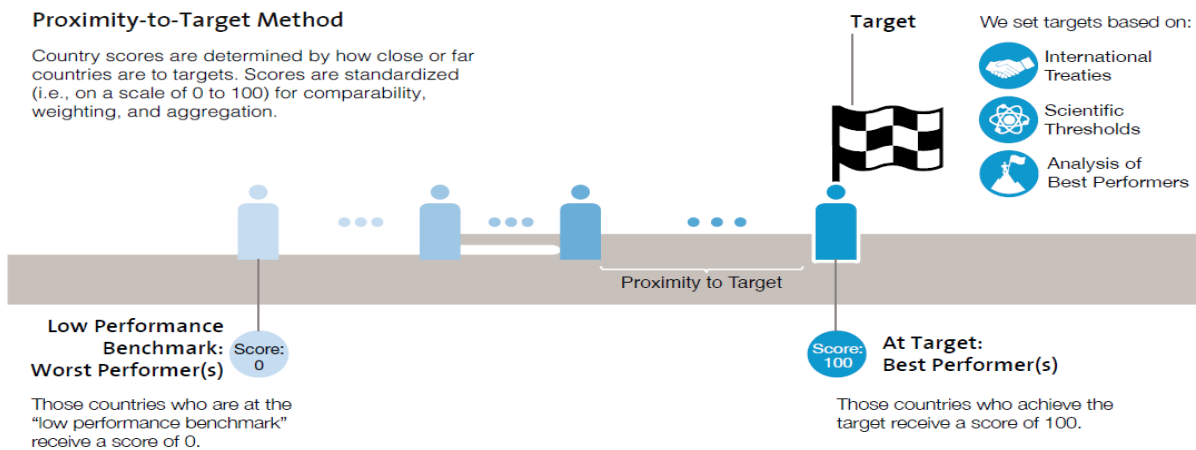 Proximity-to-Target Method
Country scores are determined by how close or far
countries are to targets. Scores are standardized
(i.e., on a scale of 0 to 100) for comparability,
weighting, and aggregation.
Target
We set targets based on:
International
Treaties
Scientific
Thresholds
Analysis of
Best Performers
Proximity to Target
Low Performance
Benchmark:
Worst Performer(s)
Score:
0
Those countries who are at the
“low performance benchmark”
receive a score of 0.
Score:
100
At Target:
Best Performer(s)
Those countries who achieve the
target receive a score of 100.